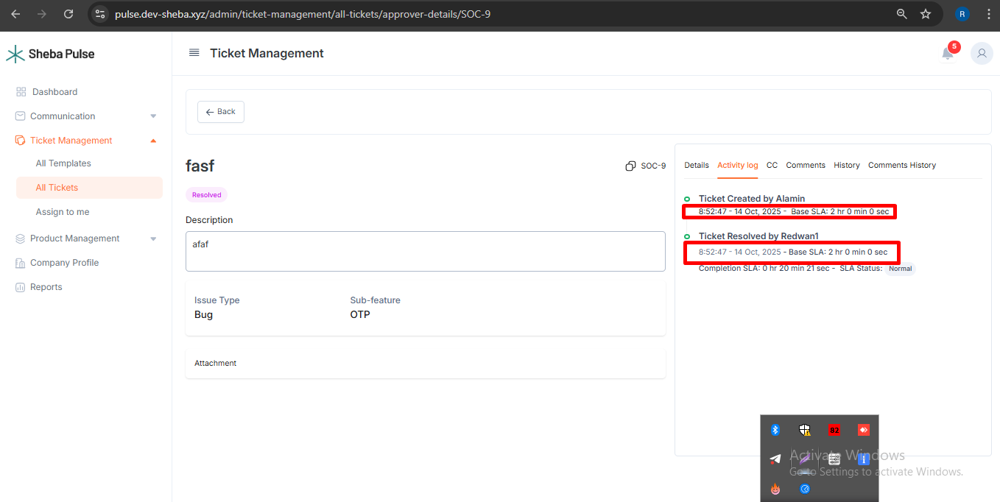 pulse.dev-sheba.xyz/admin/ticket-management/all-tickets/approver-details/SOC-9
R
Sheba Pulse
Ticket Management
5
Dashboard
Communication
Ticket Management
All Templates
All Tickets
Assign to me
Product Management
Company Profile
Reports
Back
fasf
SOC-9
Resolved
Description
afaf
Issue Type
Sub-feature
Bug
OTP
Attachment
Details Activity log CC Comments History Comments History
Ticket Created by Alamin
8:52:47 - 14 Oct, 2025 - Base SLA: 2 hr 0 min 0 sec
Ticket Resolved by Redwan1
8:52:47 - 14 Oct, 2025 - Base SLA: 2 hr 0 min 0 sec
Completion SLA: 0 hr 20 min 21 sec - SLA Status: Normal
82
Activate Windows
Go to Settings to activate Windows.